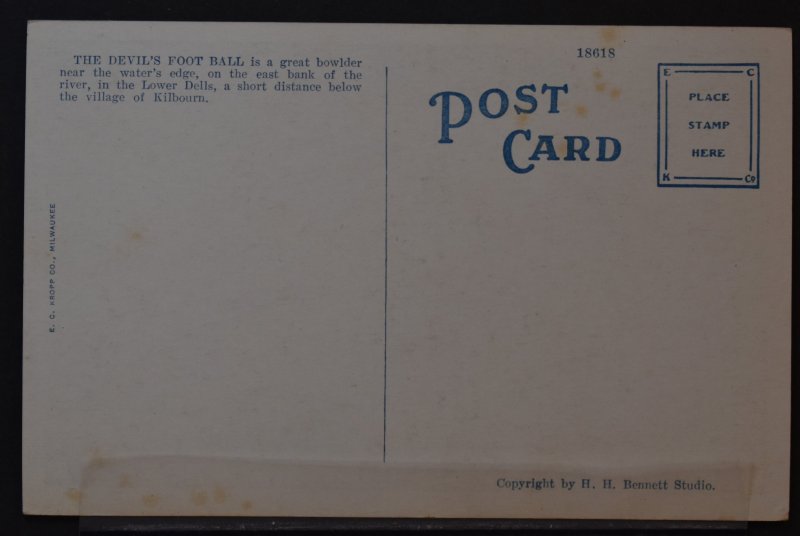 THE DEVIL'S FOOT BALL is a great bowlder
near the water's edge, on the east bank of the
river, in the Lower Dells, a short distance below
the village of Kilbourn.
E. C. KROPP CO., MILWAUKEE
18618
POST
CARD
E C
PLACE
STAMP
HERE
K Co
Copyright by H. H. Bennett Studio.